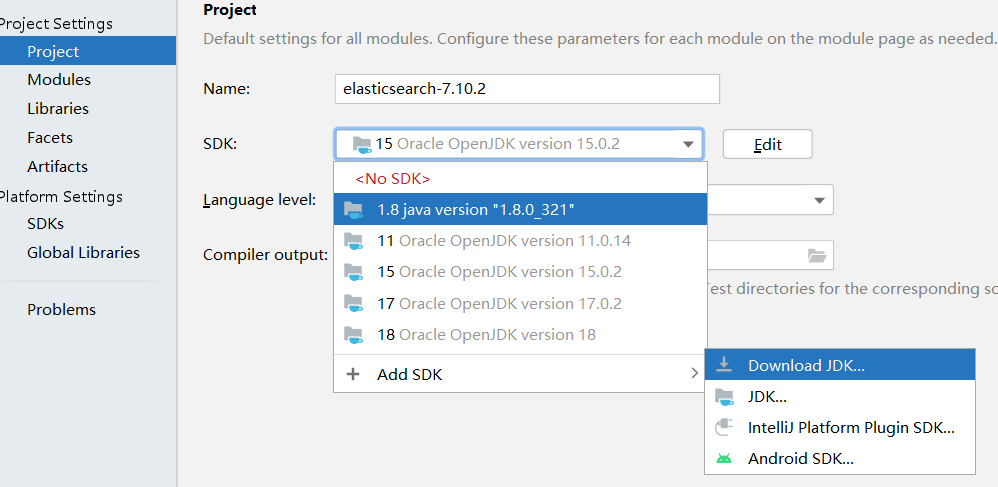 Project Settings
Project
Modules
Libraries
Facets
Artifacts
Platform Settings
SDKs
Global Libraries
Problems
Project
Default settings for all modules. Configure these parameters for each module on the module page as needed.
Name: elasticsearch-7.10.2
SDK: 15 Oracle OpenJDK version 15.0.2 Edit
<No SDK>
Language level:
1.8 java version "1.8.0_321"
11 Oracle OpenJDK version 11.0.14
Compiler output:
15 Oracle OpenJDK version 15.0.2
Test directories for the corresponding
17 Oracle OpenJDK version 17.0.2
18 Oracle OpenJDK version 18
Add SDK
Download JDK...
JDK...
IntelliJ Platform Plugin SDK...
Android SDK...